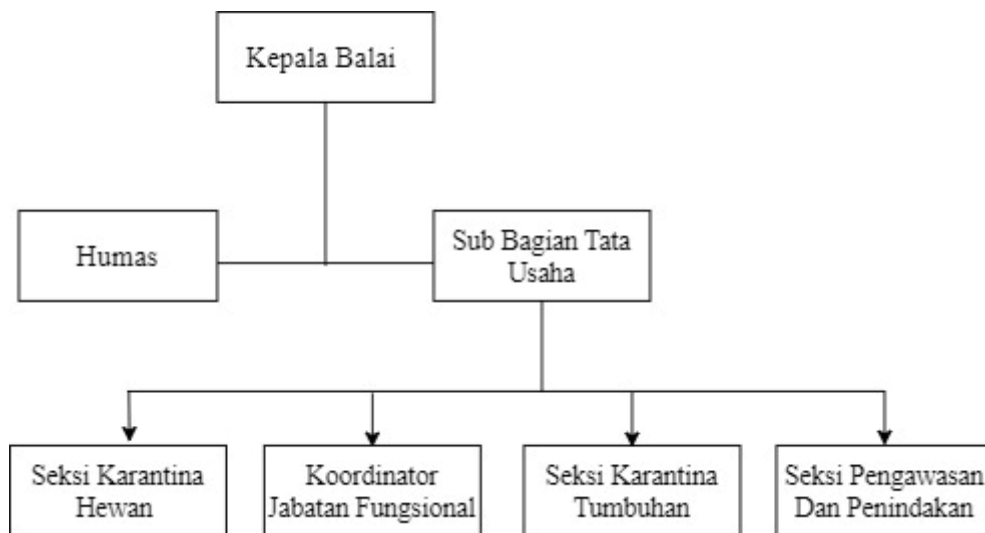 Kepala Balai
Humas
Sub Bagian Tata
Usaha
Seksi Karantina
Hewan
Koordinator
Jabatan Fungsional
Seksi Karantina
Tumbuhan
Seksi Pengawasan
Dan Penindakan